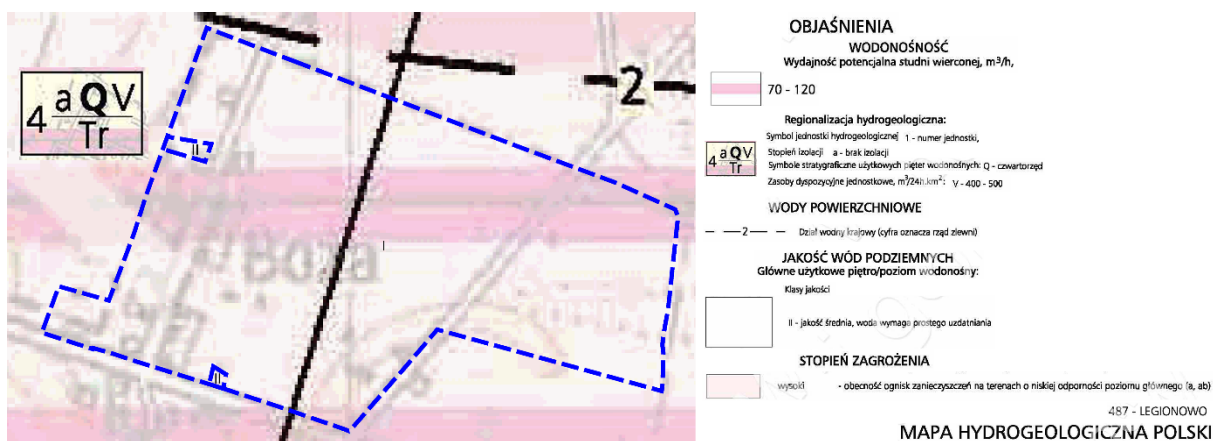 4 a Q V
Tr
2
II
Boża
II
OBJAŚNIENIA
WODONOŚNOŚĆ
Wydajność potencjalna studni wierconej, m³/h,
70 - 120
Regionalizacja hydrogeologiczna:
Symbol jednostki hydrogeologicznej 1 - numer jednostki,
Stopień izolacji a - brak izolacji
4 a Q V
Tr
Symbole stratygraficzne użytkowych pięter wodonośnych: Q - czwartorzęd
Zasoby dyspozycyjne jednostkowe, m³/24h.km²: V - 400 - 500
WODY POWIERZCHNIOWE
2 Dział wodny krajowy (cyfra oznacza rząd zlewni)
JAKOŚĆ WÓD PODZIEMNYCH
Główne użytkowe piętro/poziom wodonośny:
Klasy jakości
II - jakość średnia, woda wymaga prostego uzdatniania
STOPIEŃ ZAGROŻENIA
wysoki - obecność ognisk zanieczyszczeń na terenach o niskiej odporności poziomu głównego (a, ab)
487 - LEGIONOWO
MAPA HYDROGEOLOGICZNA POLSKI